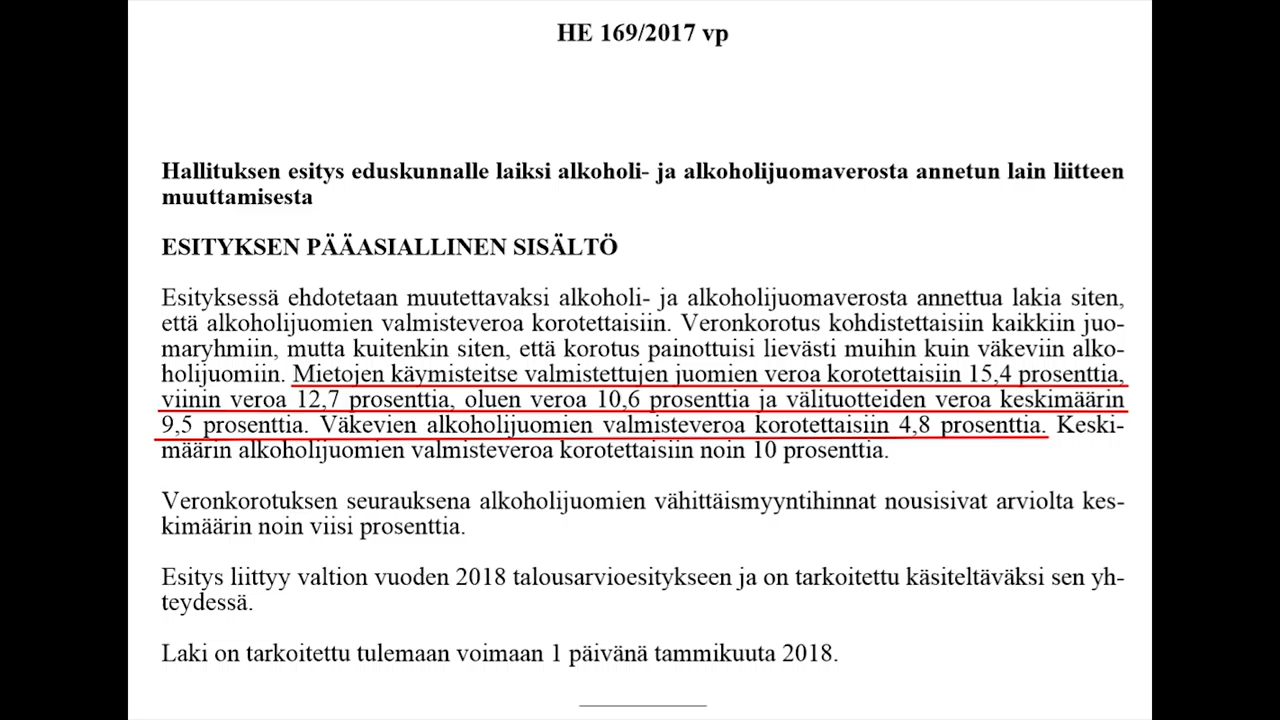 HE 169/2017 vp
Hallituksen esitys eduskunnalle laiksi alkoholi- ja alkoholijuomaverosta annetun lain liitteen
muuttamisesta
ESITYKSEN PÄÄASIALLINEN SISÄLTÖ
Esityksessä ehdotetaan muutettavaksi alkoholi- ja alkoholijuomaverosta annettua lakia siten,
että alkoholijuomien valmisteveroa korotettaisiin. Veronkorotus kohdistettaisiin kaikkiin juo-
maryhmiin, mutta kuitenkin siten, että korotus painottuisi lievästi muihin kuin väkeviin alko-
holijuomiin. Mietojen käymisteitse valmistettujen juomien veroa korotettaisiin 15,4 prosenttia,
viinin veroa 12,7 prosenttia, oluen veroa 10,6 prosenttia ja välituotteiden veroa keskimäärin
9,5 prosenttia. Väkevien alkoholijuomien valmisteveroa korotettaisiin 4,8 prosenttia. Keski-
määrin alkoholijuomien valmisteveroa korotettaisiin noin 10 prosenttia.
Veronkorotuksen seurauksena alkoholijuomien vähittäismyyntihinnat nousisivat arviolta kes-
kimäärin noin viisi prosenttia.
Esitys liittyy valtion vuoden 2018 talousarvioesitykseen ja on tarkoitettu käsiteltäväksi sen yh-
teydessä.
Laki on tarkoitettu tulemaan voimaan 1 päivänä tammikuuta 2018.